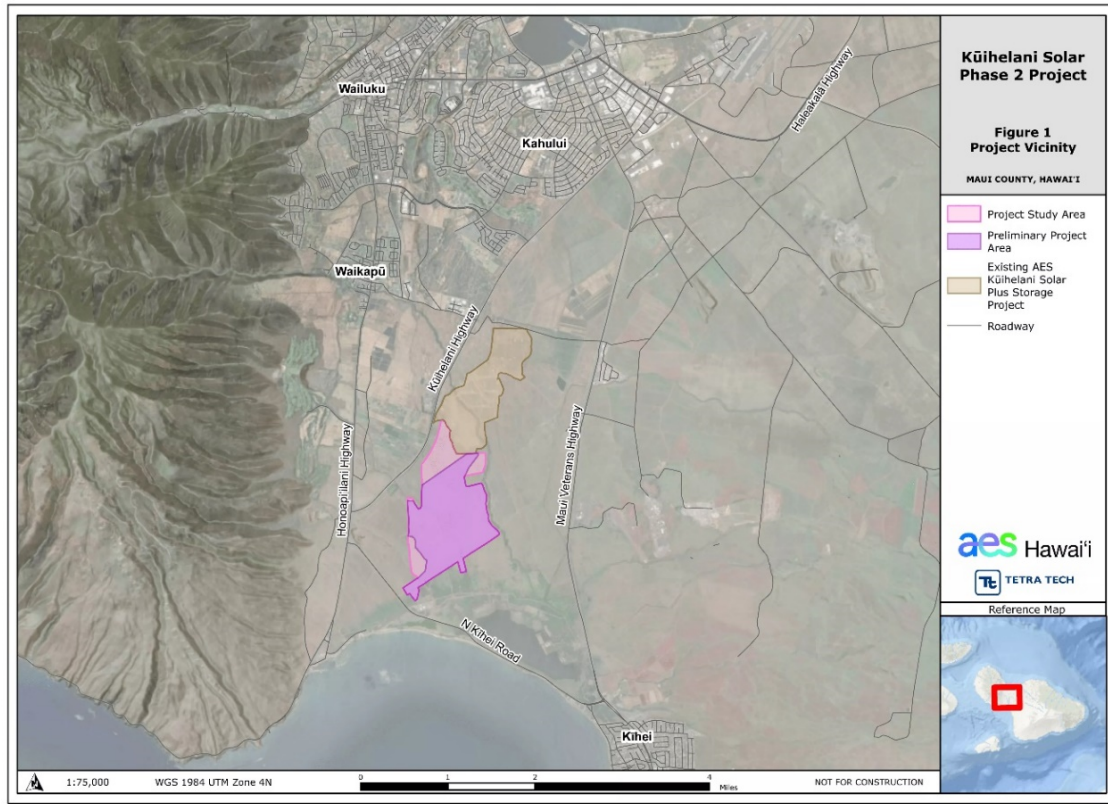 Wailuku
Kahului
Haleakalā Highway
Waikapū
Kūihelani Highway
Honoapiʻilani Highway
Maui Veterans Highway
N Kīhei Road
Kīhei
Kūihelani Solar
Phase 2 Project
Figure 1
Project Vicinity
MAUI COUNTY, HAWAI'I
Project Study Area
Preliminary Project
Area
Existing AES
Kūihelani Solar
Plus Storage
Project
Roadway
aes Hawaiʻi
Tt TETRA TECH
Reference Map
N
1:75,000 WGS 1984 UTM Zone 4N
0 1 2 4
Miles
NOT FOR CONSTRUCTION